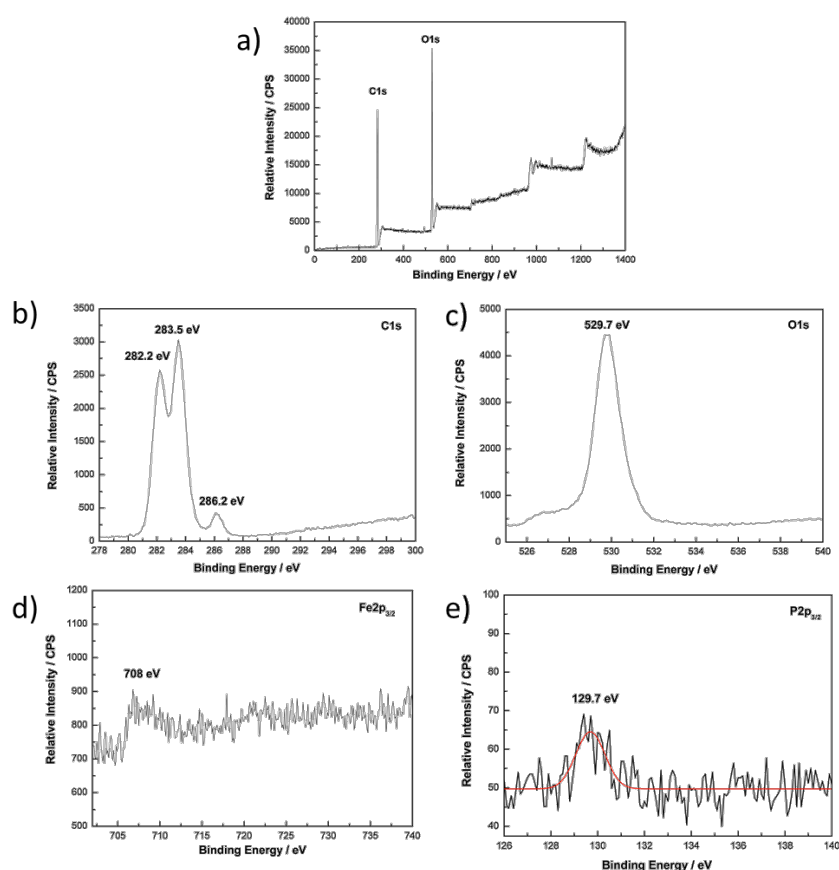 a)
40000
35000
30000
25000
20000
15000
10000
5000
0
Relative Intensity / CPS
C1s
O1s
0 200 400 600 800 1000 1200 1400
Binding Energy / eV
b)
3500
3000
2500
2000
1500
1000
500
0
Relative Intensity / CPS
C1s
283.5 eV
282.2 eV
286.2 eV
278 280 282 284 286 288 290 292 294 296 298 300
Binding Energy / eV
c)
5000
4000
3000
2000
1000
0
Relative Intensity / CPS
529.7 eV
O1s
526 528 530 532 534 536 538 540
Binding Energy / eV
d)
1200
1100
1000
900
800
700
600
500
Relative Intensity / CPS
Fe2p3/2
708 eV
705 710 715 720 725 730 735 740
Binding Energy / eV
e)
100
90
80
70
60
50
40
Relative Intensity / CPS
P2p3/2
129.7 eV
126 128 130 132 134 136 138 140
Binding Energy / eV